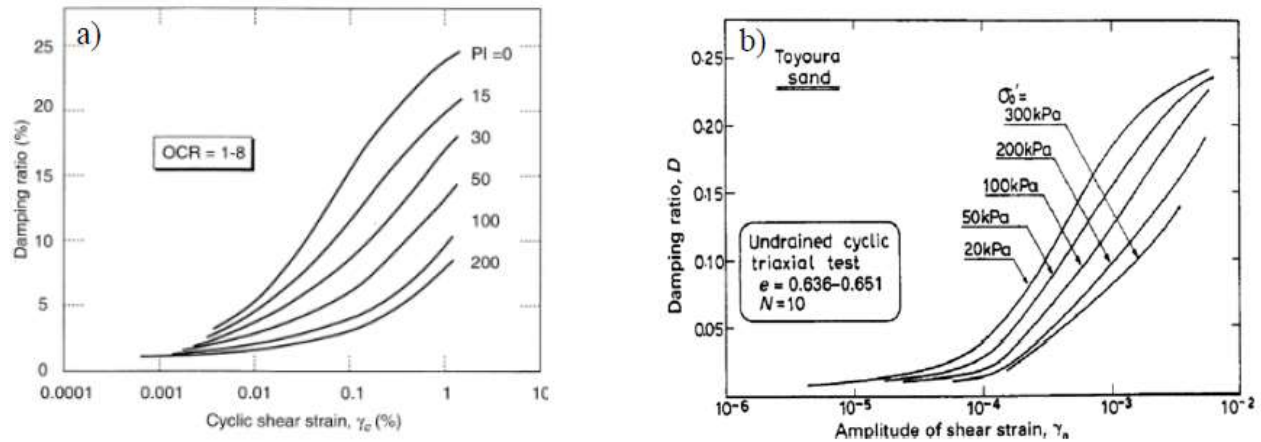 a)
25
20
15
10
5
0
Damping ratio (%)
OCR = 1-8
PI =0
15
30
50
100
200
0.0001
0.001
0.01
0.1
1
10
Cyclic shear strain, γc (%)
b)
0·25
0·20
0·15
0·10
0·05
Damping ratio, D
Toyoura
sand
σ0'=
300kPa
200kPa
100kPa
50kPa
20kPa
Undrained cyclic
triaxial test
e = 0.636–0.651
N=10
10-6
10-5
10-4
10-3
10-2
Amplitude of shear strain, γa